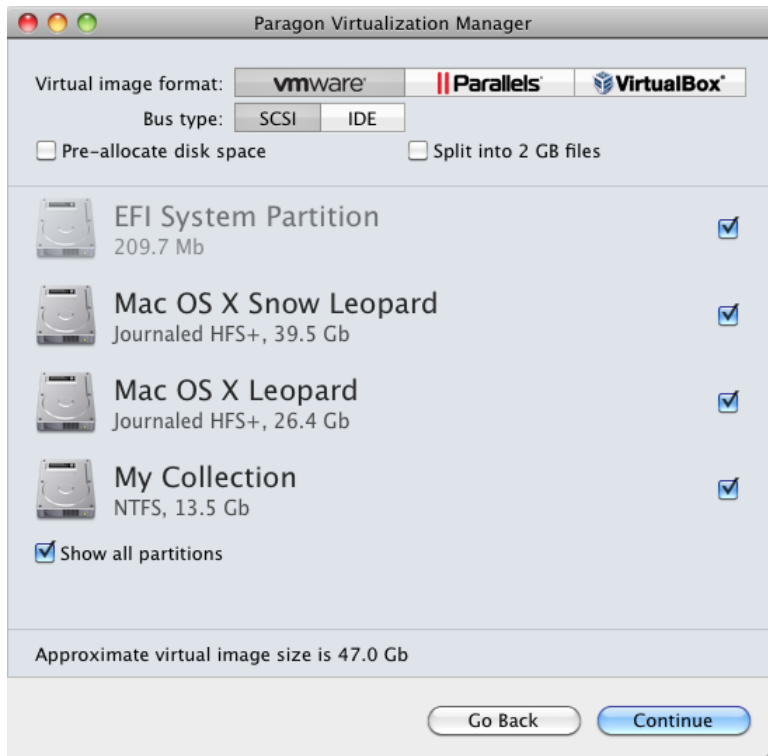 Paragon Virtualization Manager
Virtual image format: vmware Parallels VirtualBox
Bus type: SCSI IDE
Pre-allocate disk space Split into 2 GB files
EFI System Partition
209.7 Mb
Mac OS X Snow Leopard
Journaled HFS+, 39.5 Gb
Mac OS X Leopard
Journaled HFS+, 26.4 Gb
My Collection
NTFS, 13.5 Gb
Show all partitions
Approximate virtual image size is 47.0 Gb
Go Back Continue